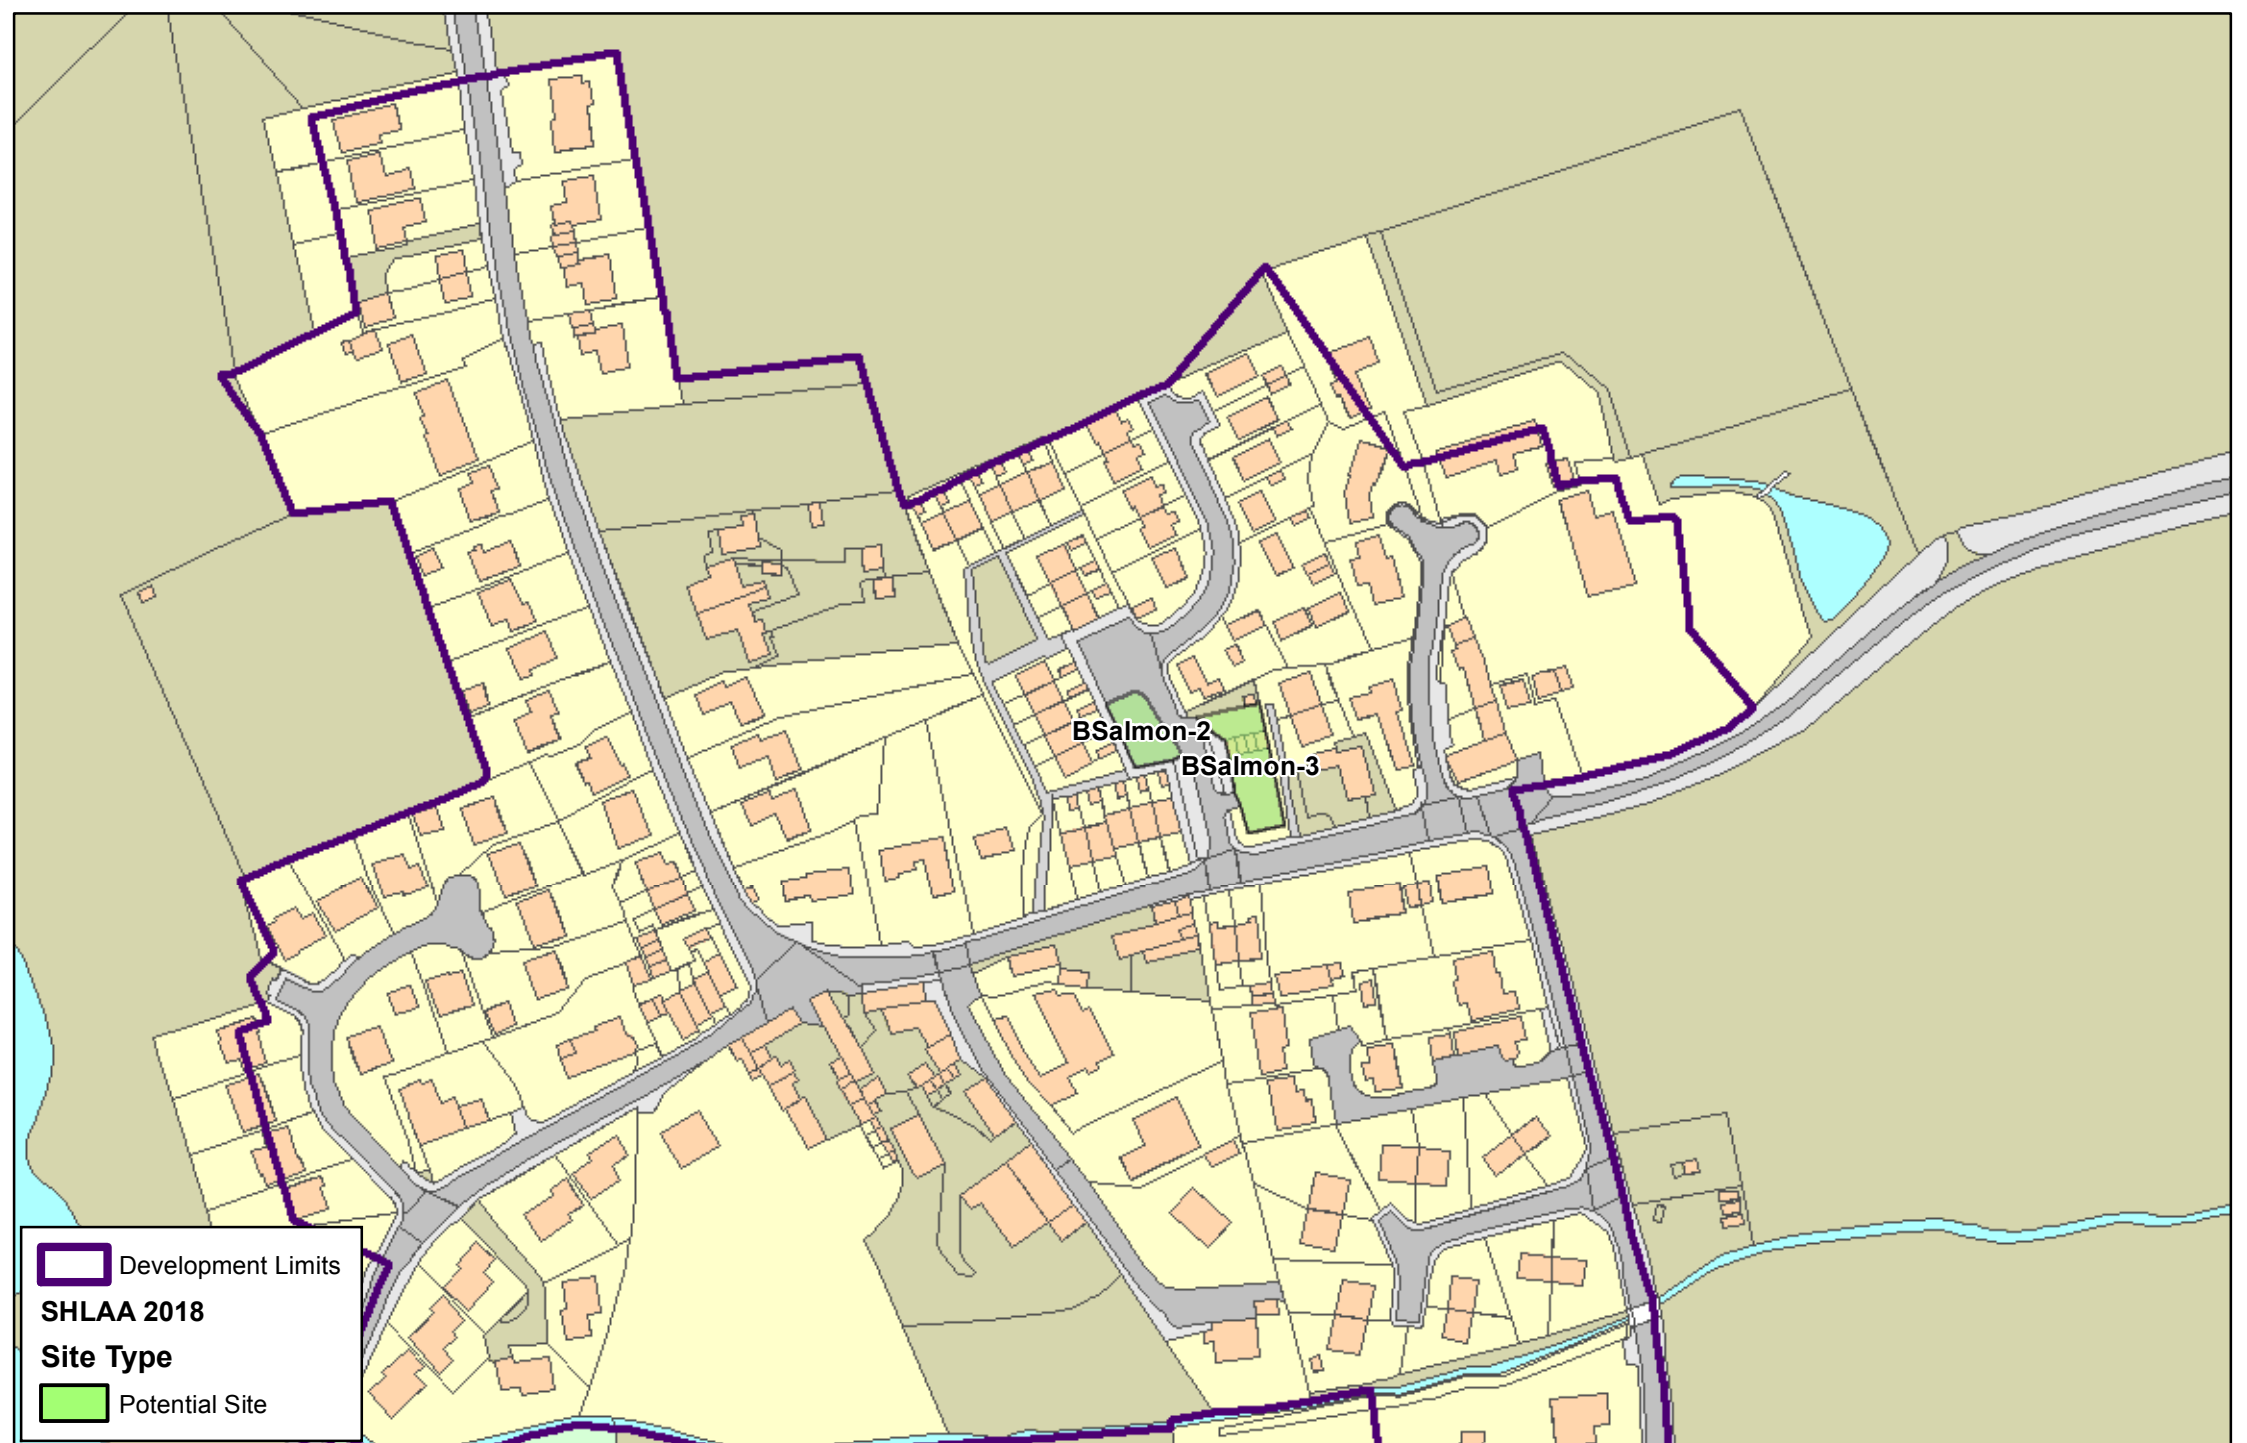 BSalmon-2
BSalmon-3
Development Limits
SHLAA 2018
Site Type
Potential Site